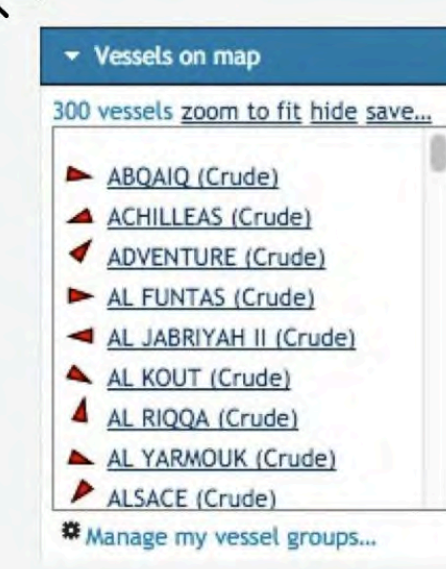 Vessels on map
300 vessels zoom to fit hide save...
ABQAIQ (Crude)
ACHILLEAS (Crude)
ADVENTURE (Crude)
AL FUNTAS (Crude)
AL JABRIYAH II (Crude)
AL KOUT (Crude)
AL RIQQA (Crude)
AL YARMOUK (Crude)
ALSACE (Crude)
Manage my vessel groups...